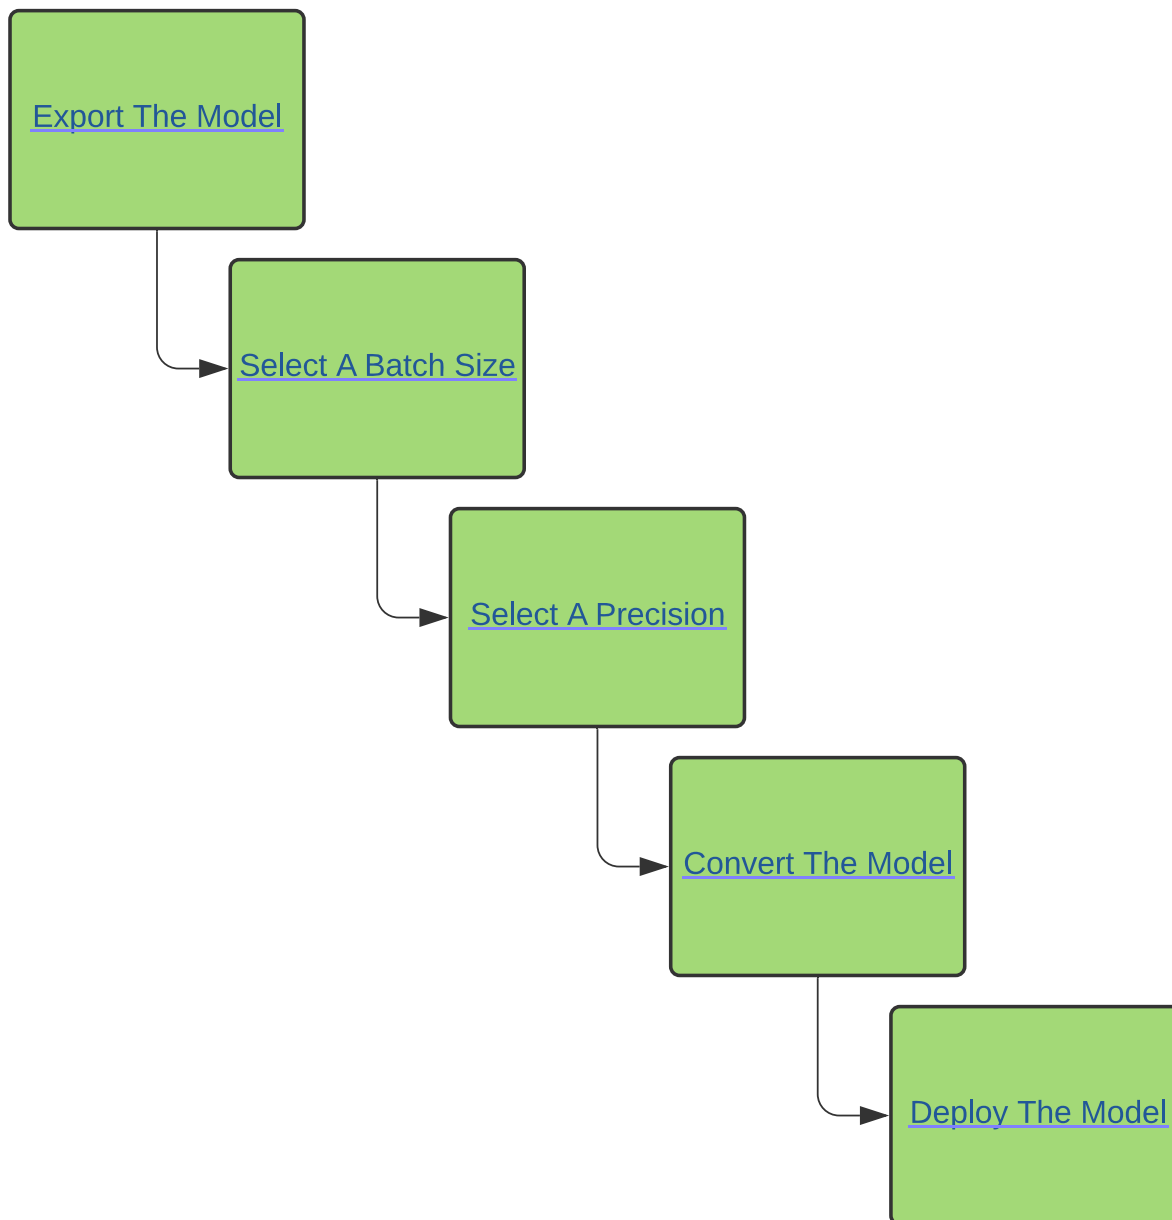 Export The Model
Select A Batch Size
Select A Precision
Convert The Model
Deploy The Model